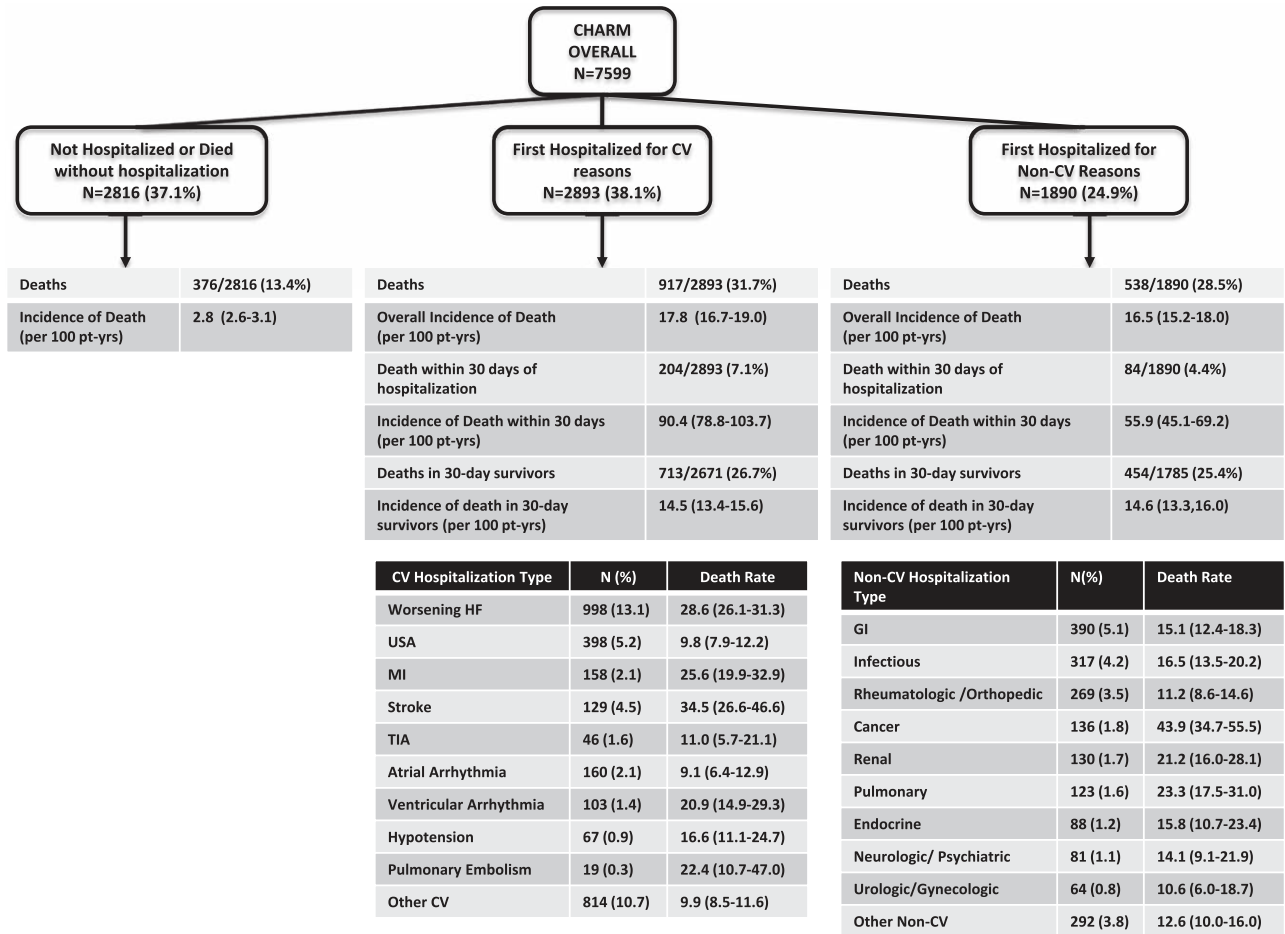 CHARM
OVERALL
N=7599
Not Hospitalized or Died
without hospitalization
N=2816 (37.1%)
First Hospitalized for CV
reasons
N=2893 (38.1%)
First Hospitalized for
Non-CV Reasons
N=1890 (24.9%)
Deaths 376/2816 (13.4%)
Incidence of Death 2.8 (2.6-3.1)
(per 100 pt-yrs)
Deaths 917/2893 (31.7%)
Overall Incidence of Death 17.8 (16.7-19.0)
(per 100 pt-yrs)
Death within 30 days of 204/2893 (7.1%)
hospitalization
Incidence of Death within 30 days 90.4 (78.8-103.7)
(per 100 pt-yrs)
Deaths in 30-day survivors 713/2671 (26.7%)
Incidence of death in 30-day 14.5 (13.4-15.6)
survivors (per 100 pt-yrs)
Deaths 538/1890 (28.5%)
Overall Incidence of Death 16.5 (15.2-18.0)
(per 100 pt-yrs)
Death within 30 days of 84/1890 (4.4%)
hospitalization
Incidence of Death within 30 days 55.9 (45.1-69.2)
(per 100 pt-yrs)
Deaths in 30-day survivors 454/1785 (25.4%)
Incidence of death in 30-day 14.6 (13.3,16.0)
survivors (per 100 pt-yrs)
CV Hospitalization Type N (%) Death Rate
Worsening HF 998 (13.1) 28.6 (26.1-31.3)
USA 398 (5.2) 9.8 (7.9-12.2)
MI 158 (2.1) 25.6 (19.9-32.9)
Stroke 129 (4.5) 34.5 (26.6-46.6)
TIA 46 (1.6) 11.0 (5.7-21.1)
Atrial Arrhythmia 160 (2.1) 9.1 (6.4-12.9)
Ventricular Arrhythmia 103 (1.4) 20.9 (14.9-29.3)
Hypotension 67 (0.9) 16.6 (11.1-24.7)
Pulmonary Embolism 19 (0.3) 22.4 (10.7-47.0)
Other CV 814 (10.7) 9.9 (8.5-11.6)
Non-CV Hospitalization N(%) Death Rate
Type
GI 390 (5.1) 15.1 (12.4-18.3)
Infectious 317 (4.2) 16.5 (13.5-20.2)
Rheumatologic /Orthopedic 269 (3.5) 11.2 (8.6-14.6)
Cancer 136 (1.8) 43.9 (34.7-55.5)
Renal 130 (1.7) 21.2 (16.0-28.1)
Pulmonary 123 (1.6) 23.3 (17.5-31.0)
Endocrine 88 (1.2) 15.8 (10.7-23.4)
Neurologic/ Psychiatric 81 (1.1) 14.1 (9.1-21.9)
Urologic/Gynecologic 64 (0.8) 10.6 (6.0-18.7)
Other Non-CV 292 (3.8) 12.6 (10.0-16.0)